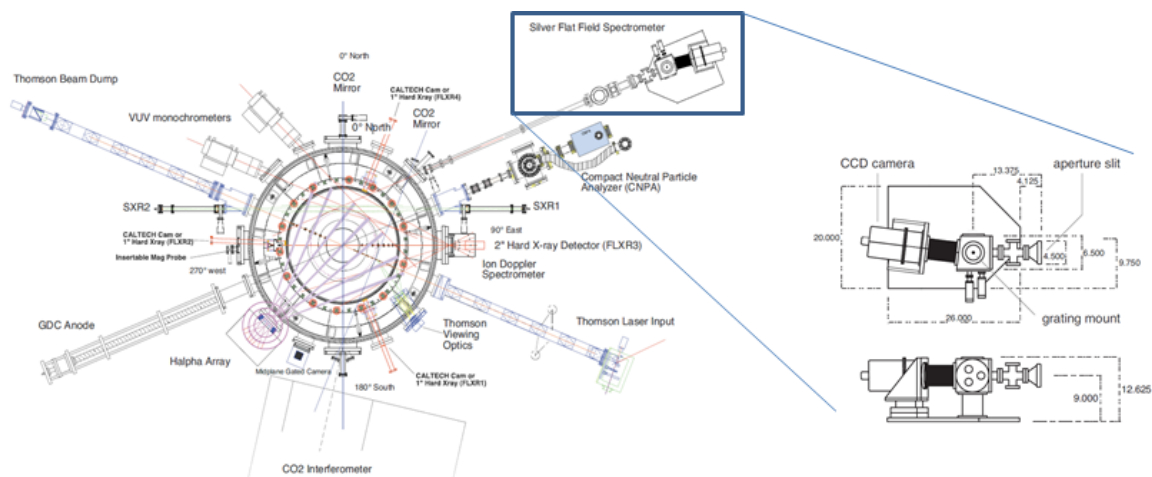 Silver Flat Field Spectrometer
0° North
CO2
Mirror
CALTECH Cam or
1" Hard Xray (FLXR4)
Thomson Beam Dump
0° North
CO2
Mirror
VUV monochrometers
Compact Neutral Particle
Analyzer (CNPA)
SXR2
SXR1
CALTECH Cam or
1" Hard Xray (FLXR2)
90° East
2" Hard X-ray Detector (FLXR3)
Insertable Mag Probe
Ion Doppler
Spectrometer
270° west
GDC Anode
Thomson
Viewing
Optics
Thomson Laser Input
Halpha Array
Midplane Gated Camera
180° South
CALTECH Cam or
1" Hard Xray (FLXR1)
CO2 Interferometer
CCD camera
aperture slit
13.375
4.125
20.000
4.500
6.500
9.750
26.000
grating mount
9.000
12.625